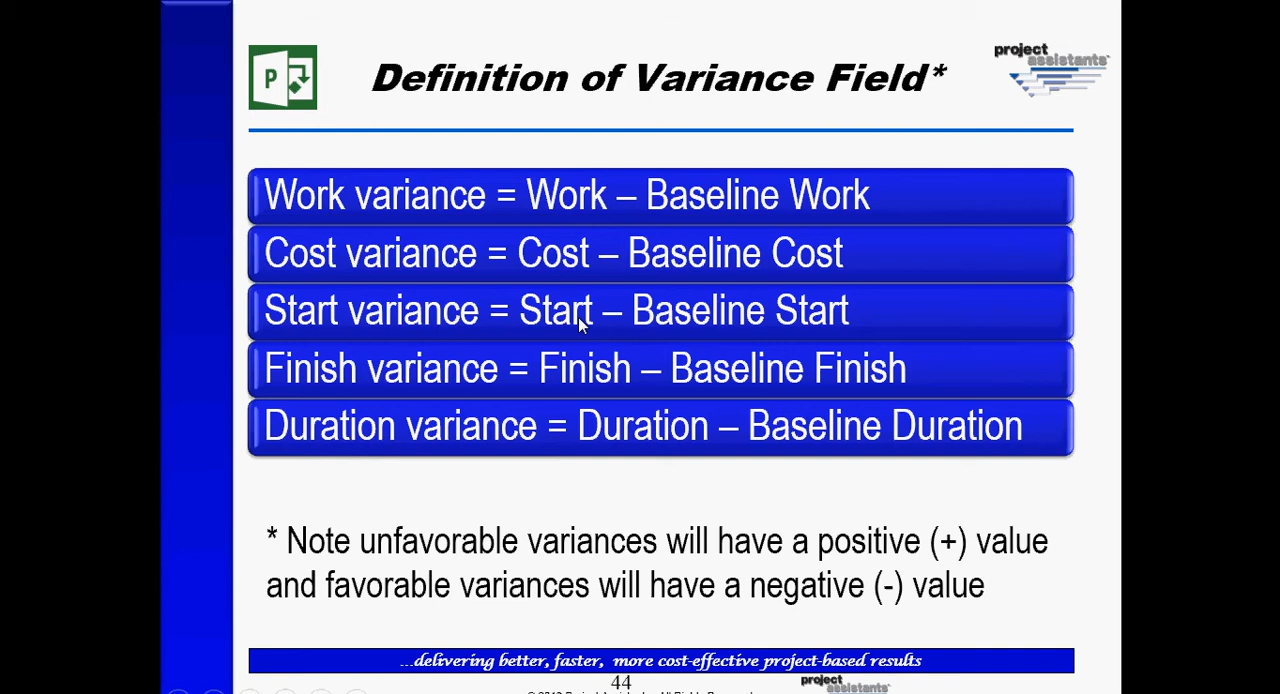 P
Definition of Variance Field*
project
assistants
Work variance = Work – Baseline Work
Cost variance = Cost – Baseline Cost
Start variance = Start – Baseline Start
Finish variance = Finish – Baseline Finish
Duration variance = Duration – Baseline Duration
* Note unfavorable variances will have a positive (+) value
and favorable variances will have a negative (-) value
...delivering better, faster, more cost-effective project-based results
44
project
assistants